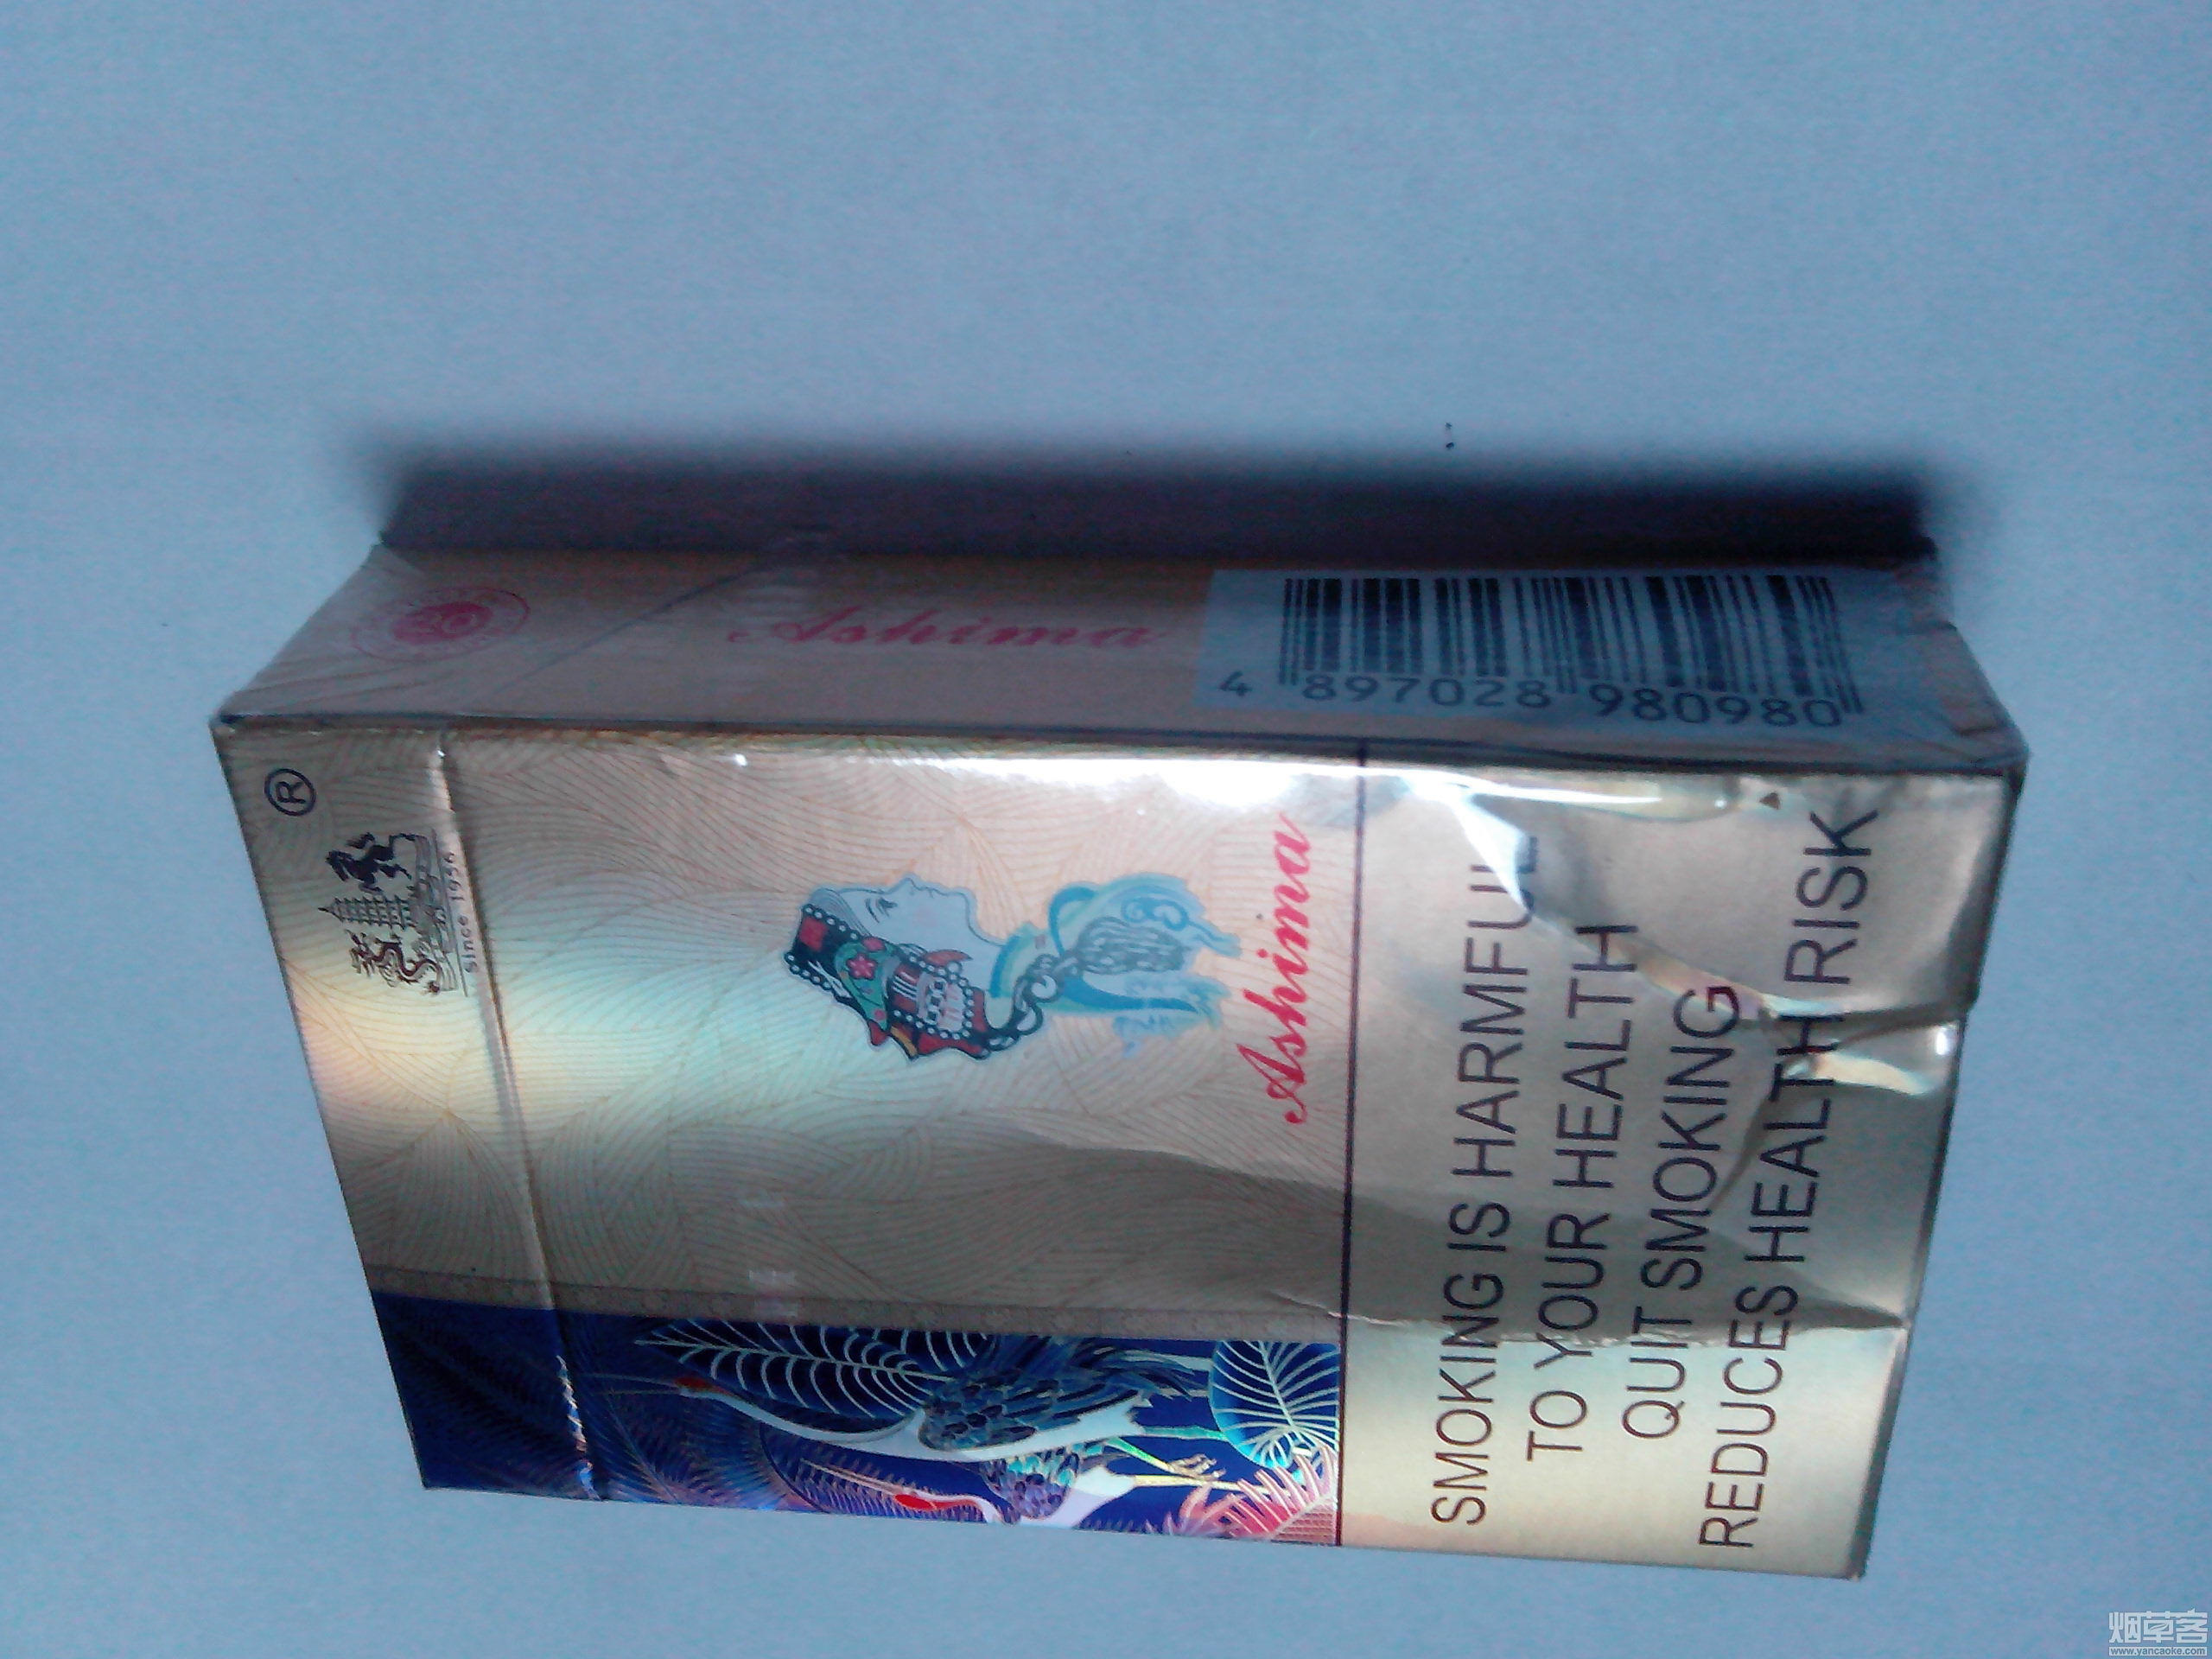 ®
Since 1956
Ashima
SMOKING IS HARMFUL
TO YOUR HEALTH
QUIT SMOKING
REDUCES HEALTH RISK
20
Ashima
4 897028 980980
烟草客
www.yancaoke.com